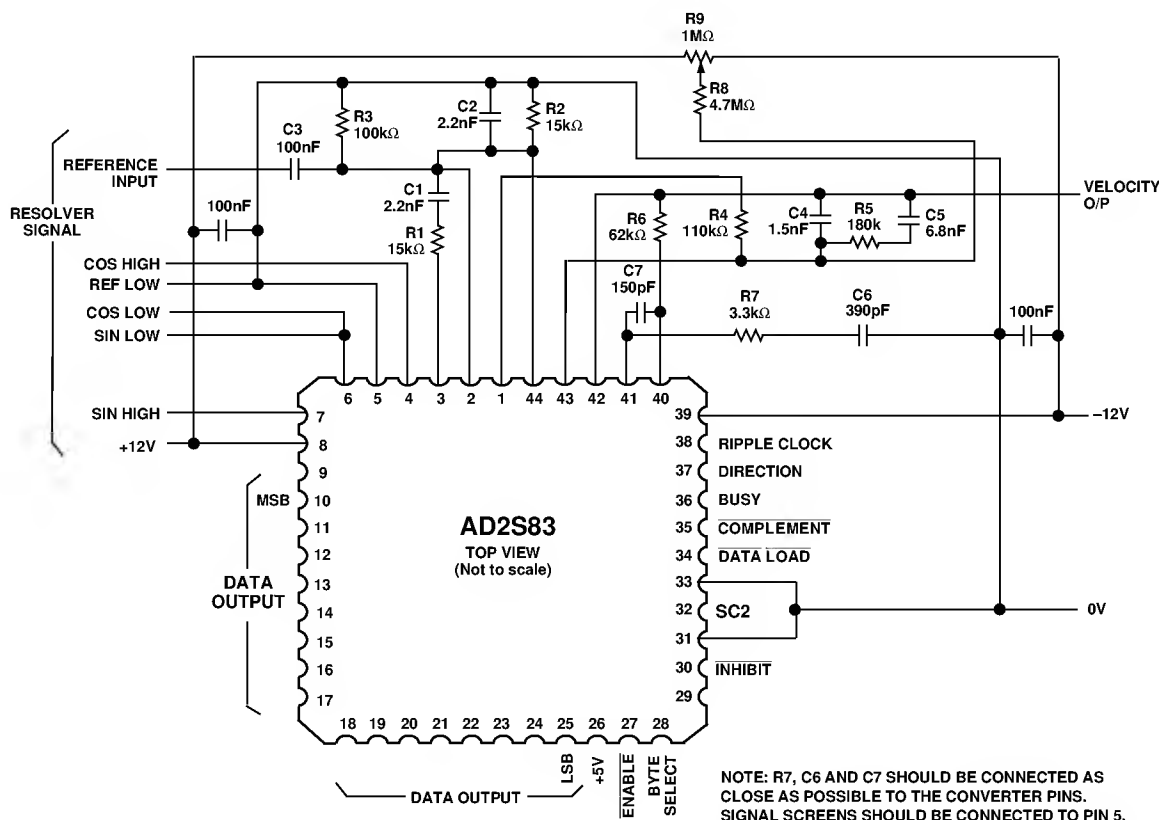 R9
1MΩ
R8
4.7MΩ
C2
2.2nF
R2
15kΩ
R3
100kΩ
C3
100nF
REFERENCE
INPUT
C1
2.2nF
R1
15kΩ
VELOCITY
O/P
RESOLVER
SIGNAL
100nF
R6
62kΩ
R4
110kΩ
C4
1.5nF
R5
180k
C5
6.8nF
COS HIGH
REF LOW
COS LOW
SIN LOW
C7
150pF
R7
3.3kΩ
C6
390pF
100nF
6 5 4 3 2 1 44 43 42 41 40
SIN HIGH
+12V
7
8
9
MSB 10
11
12
13
14
15
16
17
DATA
OUTPUT
AD2S83
TOP VIEW
(Not to scale)
39 –12V
38 RIPPLE CLOCK
37 DIRECTION
36 BUSY
35 COMPLEMENT
34 DATA LOAD
33
32 SC2
31
0V
30 INHIBIT
29
18 19 20 21 22 23 24 25 26 27 28
LSB
+5V
ENABLE
BYTE
SELECT
DATA OUTPUT
NOTE: R7, C6 AND C7 SHOULD BE CONNECTED AS
CLOSE AS POSSIBLE TO THE CONVERTER PINS.
SIGNAL SCREENS SHOULD BE CONNECTED TO PIN 5.